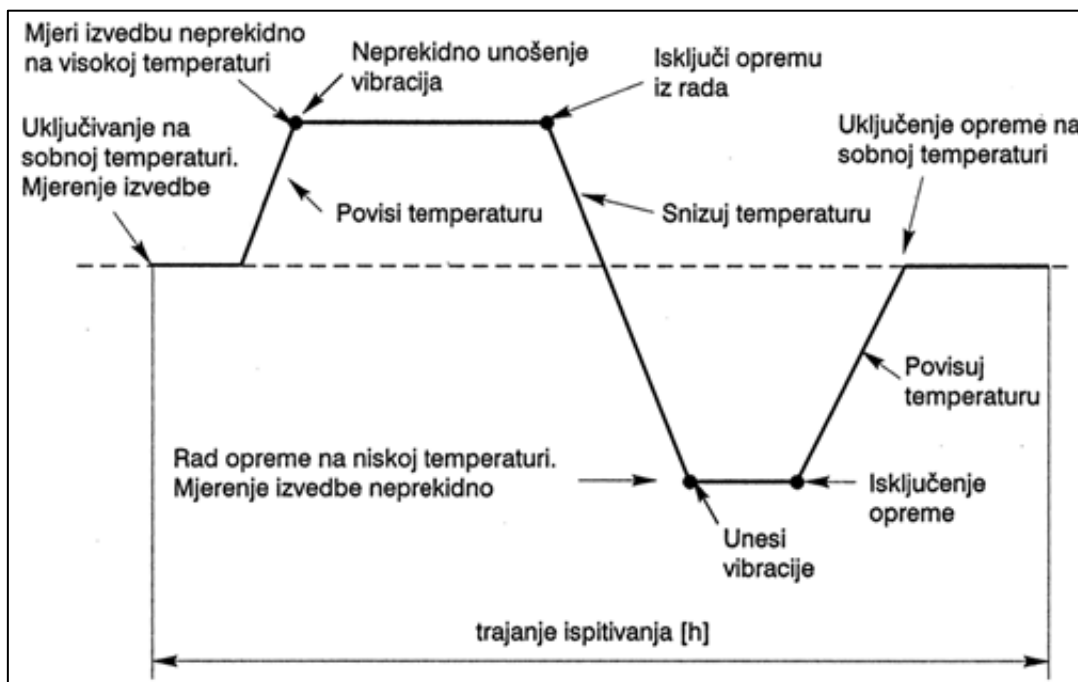 Mjeri izvedbu neprekidno
na visokoj temperaturi
Neprekidno unošenje
vibracija
Isključi opremu
iz rada
Uključivanje na
sobnoj temperaturi.
Mjerenje izvedbe
Uključenje opreme na
sobnoj temperaturi
Povisi temperaturu
Snizuj temperaturu
Povisuj
temperaturu
Rad opreme na niskoj temperaturi.
Mjerenje izvedbe neprekidno
Isključenje
opreme
Unesi
vibracije
trajanje ispitivanja [h]